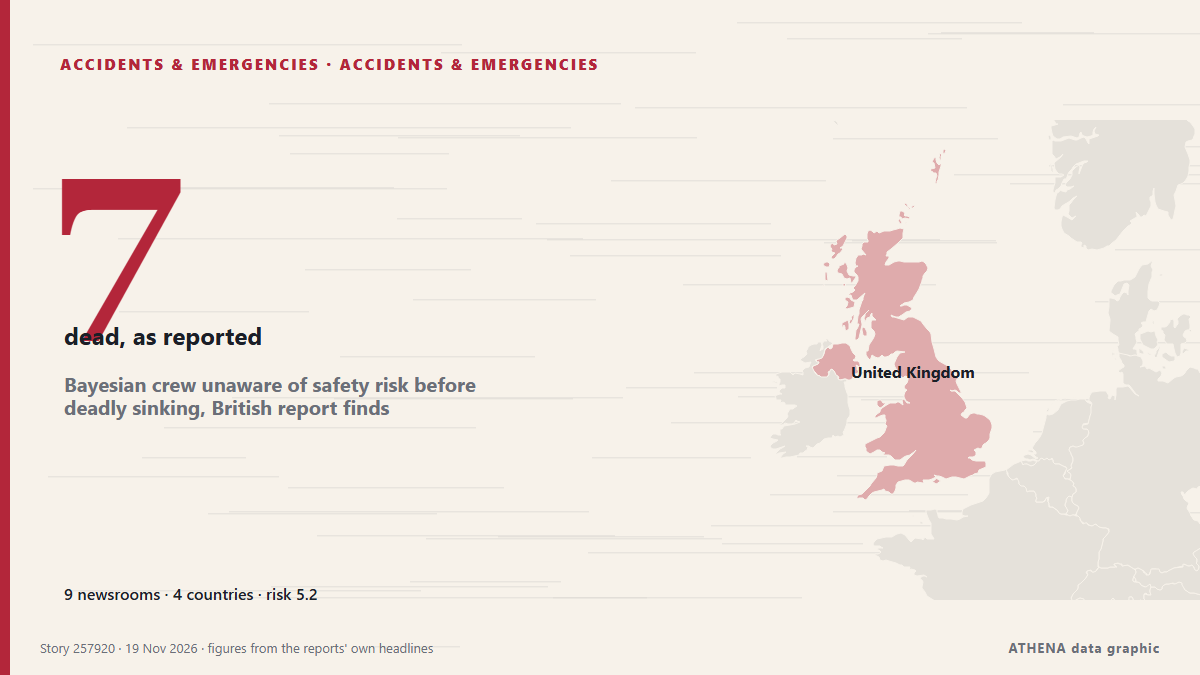 ACCIDENTS & EMERGENCIES · ACCIDENTS & EMERGENCIES
7
dead, as reported
Bayesian crew unaware of safety risk before
deadly sinking, British report finds
United Kingdom
9 newsrooms · 4 countries · risk 5.2
Story 257920 · 19 Nov 2026 · figures from the reports' own headlines
ATHENA data graphic